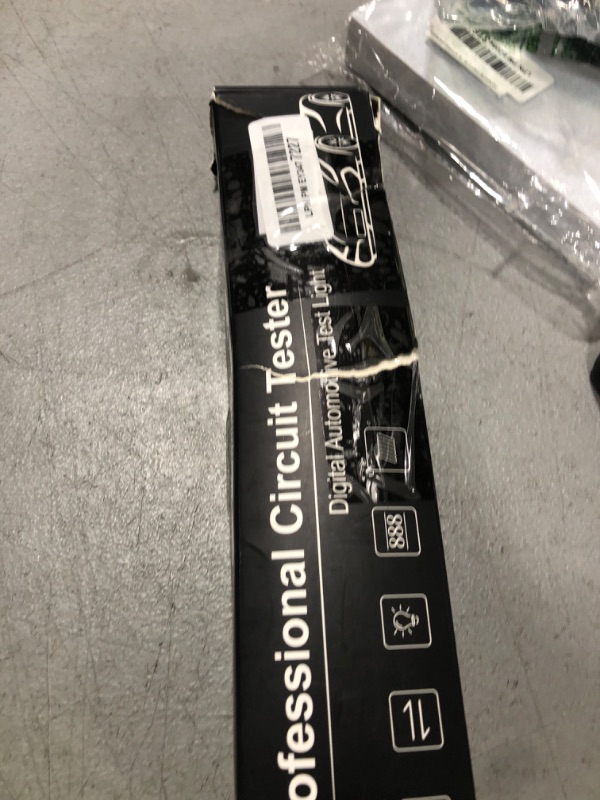 ofessional Circuit Tester
Digital Automotive Test Light
888